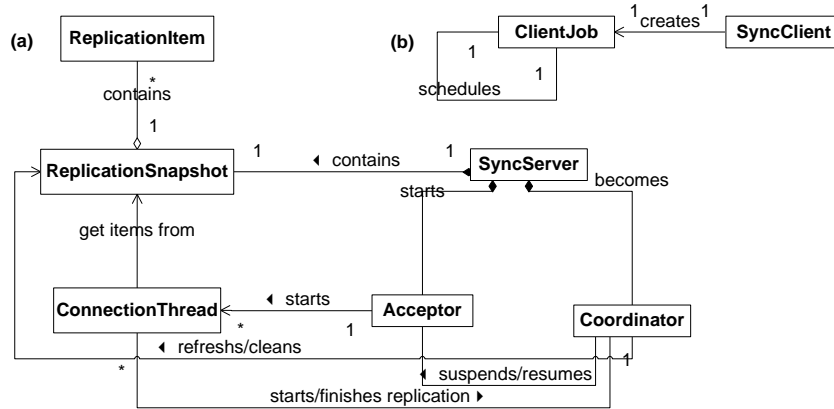 (a)
ReplicationItem
(b)
ClientJob
1
creates
1
SyncClient
1
1
schedules
*
contains
1
ReplicationSnapshot
1
◄ contains
1
SyncServer
starts
becomes
get items from
ConnectionThread
◄ starts
*
1
Acceptor
Coordinator
◄ refreshs/cleans
*
1
◄ suspends/resumes
starts/finishes replication ►